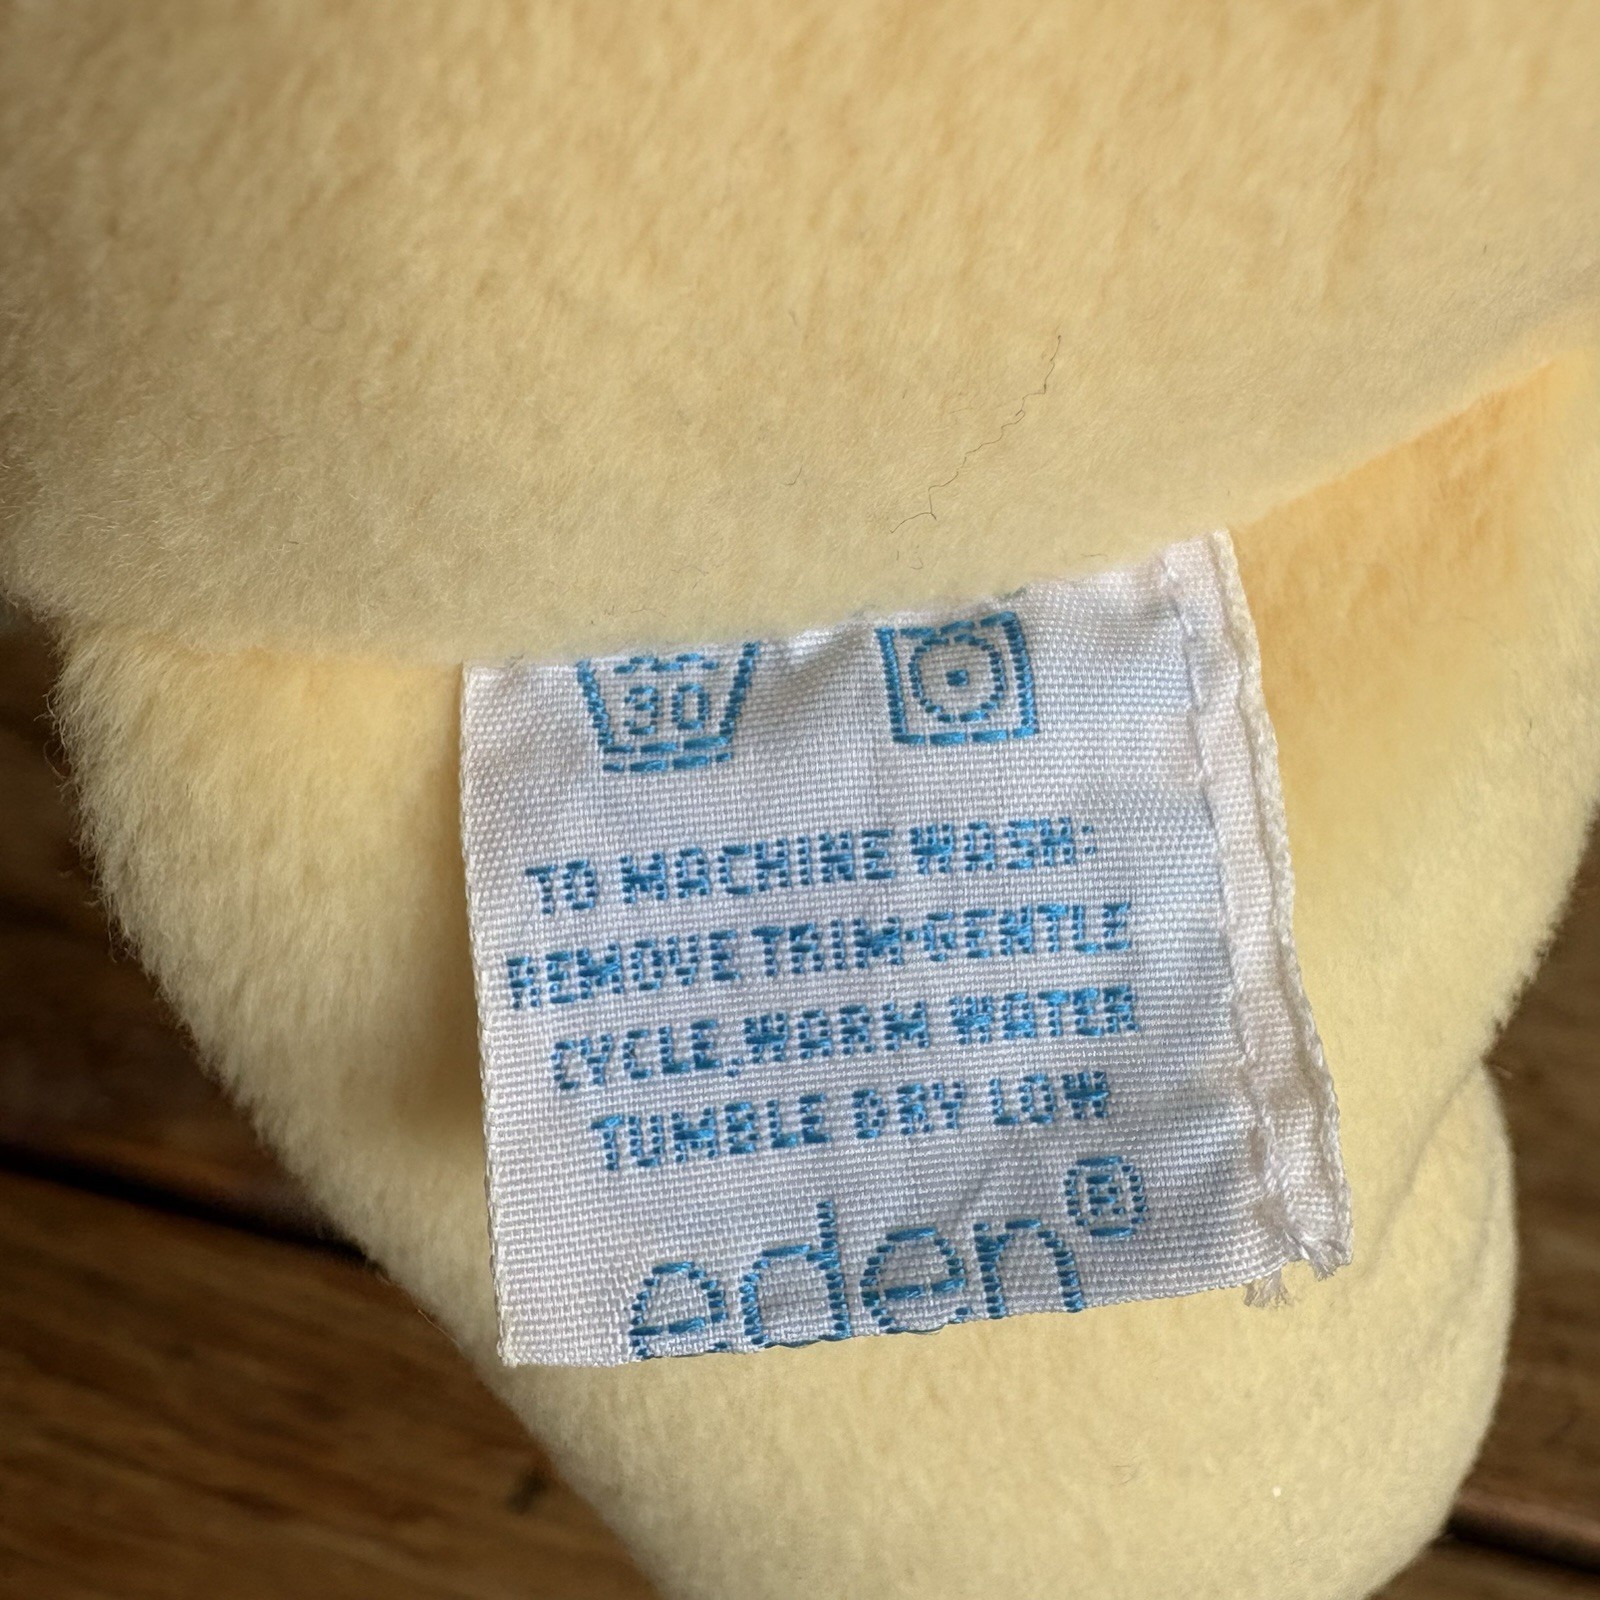 30
TO MACHINE WASH:
REMOVE TRIM·GENTLE
CYCLE,WARM WATER
TUMBLE DRY LOW
eden®